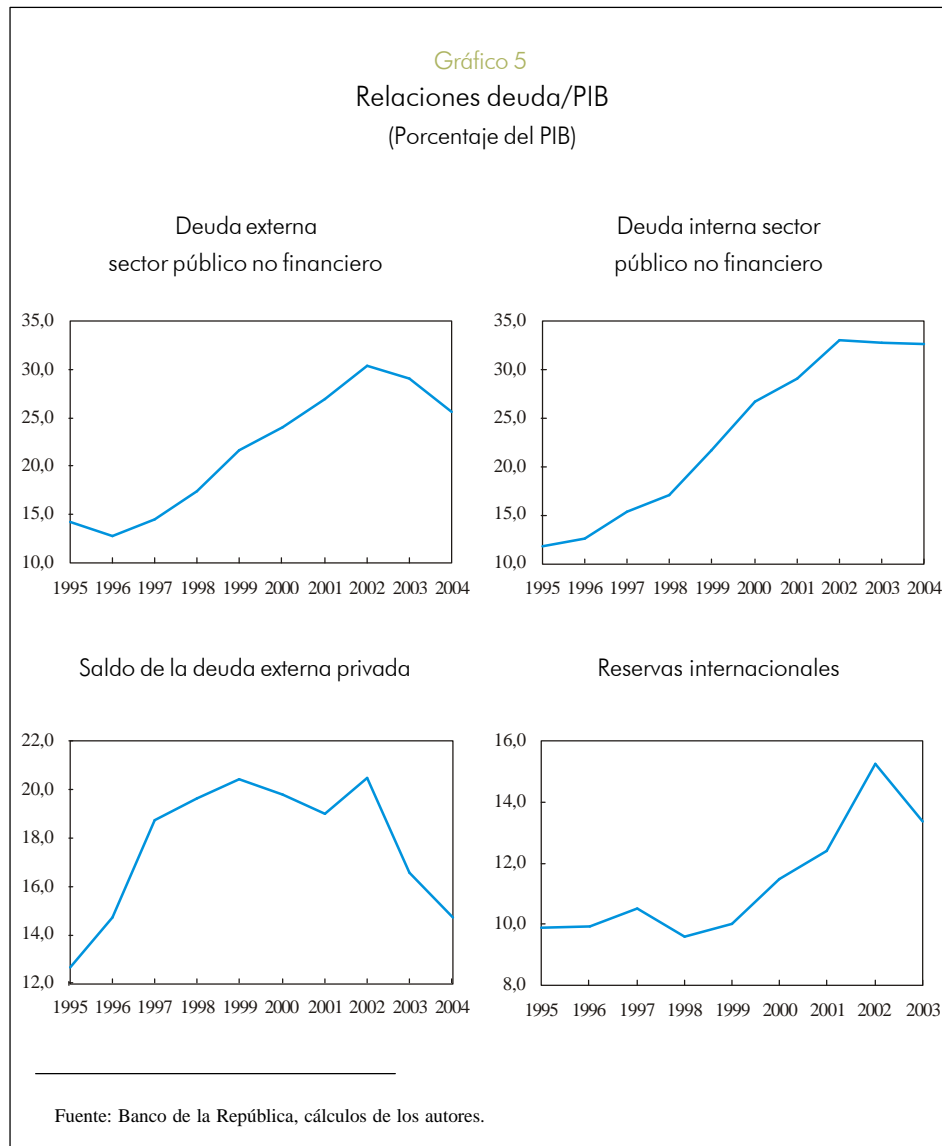 Gráfico 5
Relaciones deuda/PIB
(Porcentaje del PIB)
Deuda externa
sector público no financiero
35,0
30,0
25,0
20,0
15,0
10,0
1995 1996 1997 1998 1999 2000 2001 2002 2003 2004
Deuda interna sector
público no financiero
35,0
30,0
25,0
20,0
15,0
10,0
1995 1996 1997 1998 1999 2000 2001 2002 2003 2004
Saldo de la deuda externa privada
22,0
20,0
18,0
16,0
14,0
12,0
1995 1996 1997 1998 1999 2000 2001 2002 2003 2004
Reservas internacionales
16,0
14,0
12,0
10,0
8,0
1995 1996 1997 1998 1999 2000 2001 2002 2003
Fuente: Banco de la República, cálculos de los autores.